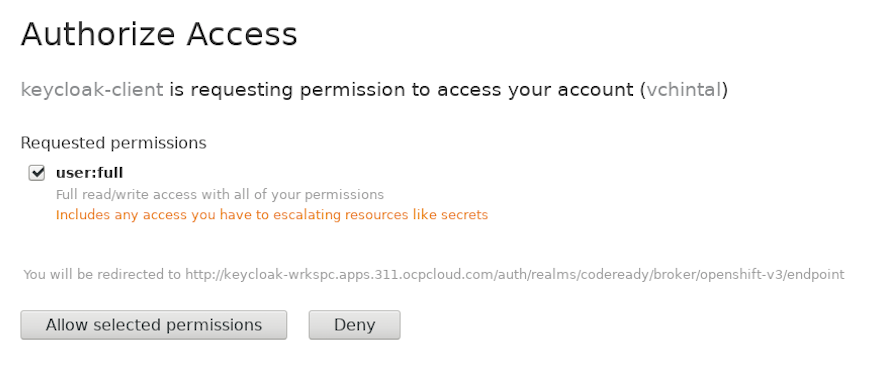 Authorize Access
keycloak-client is requesting permission to access your account (vchintal)
Requested permissions
user:full
Full read/write access with all of your permissions
Includes any access you have to escalating resources like secrets
You will be redirected to http://keycloak-wrkspc.apps.311.ocpcloud.com/auth/realms/codeready/broker/openshift-v3/endpoint
Allow selected permissions Deny